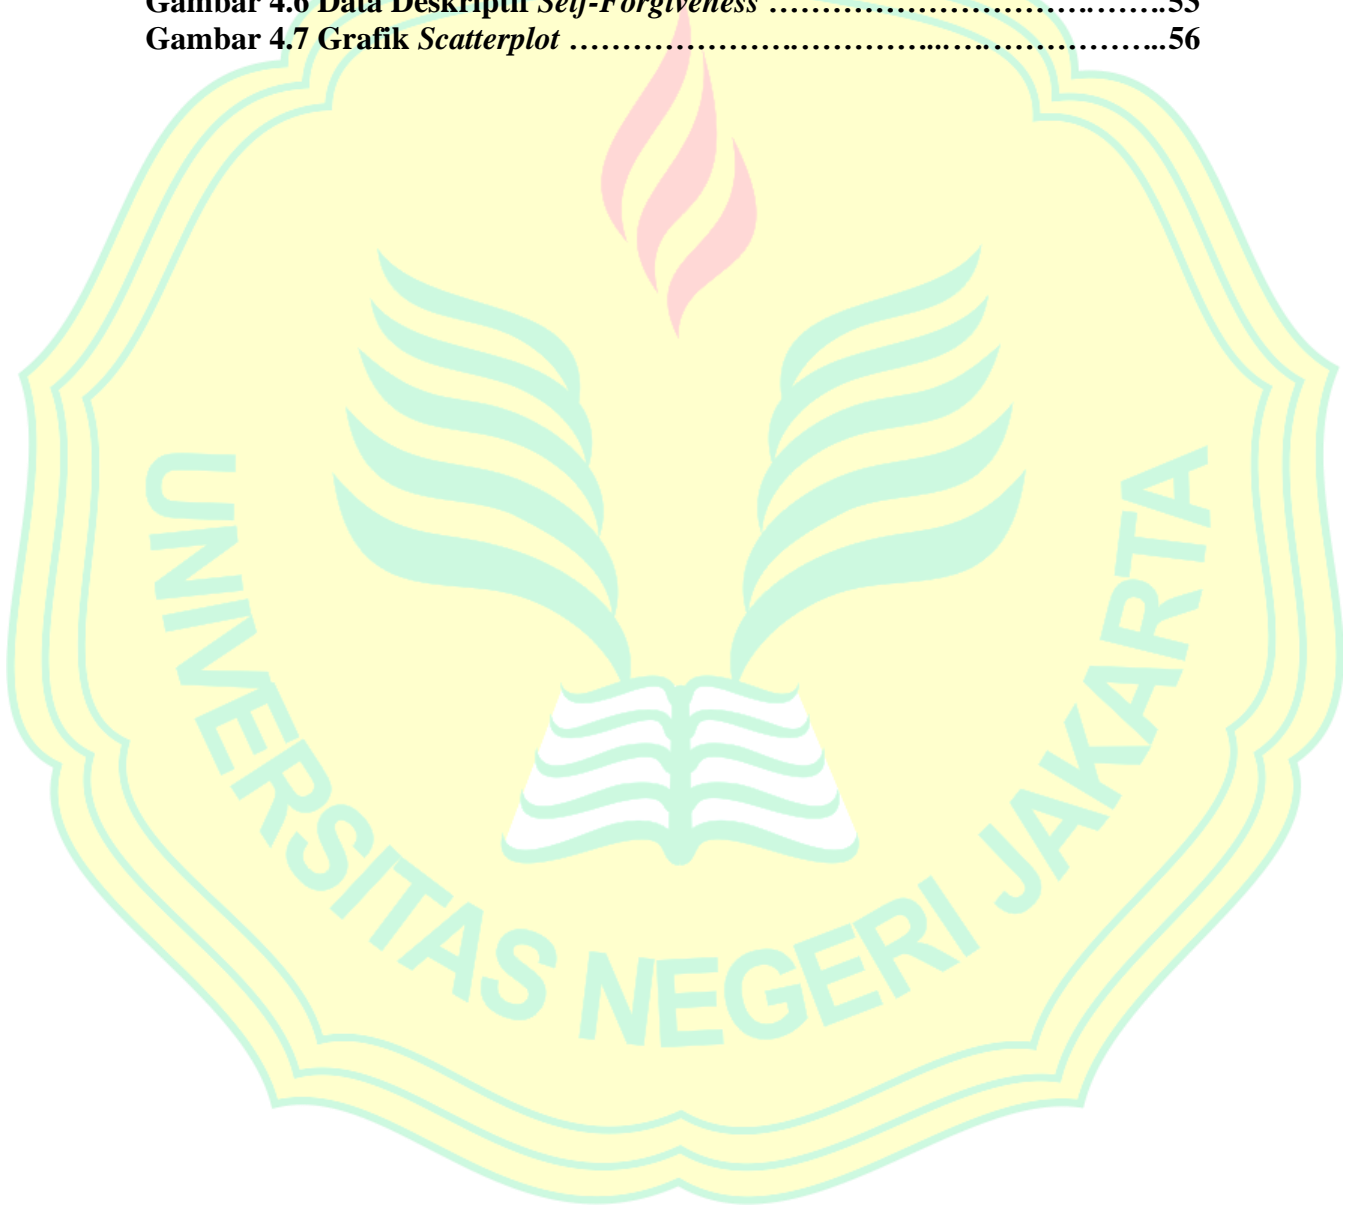 Gambar 4.6 Data Deskriptif Self-Forgiveness …………………………….…….55
Gambar 4.7 Grafik Scatterplot …………………..…………...….……………...56
UNIVERSITAS NEGERI JAKARTA